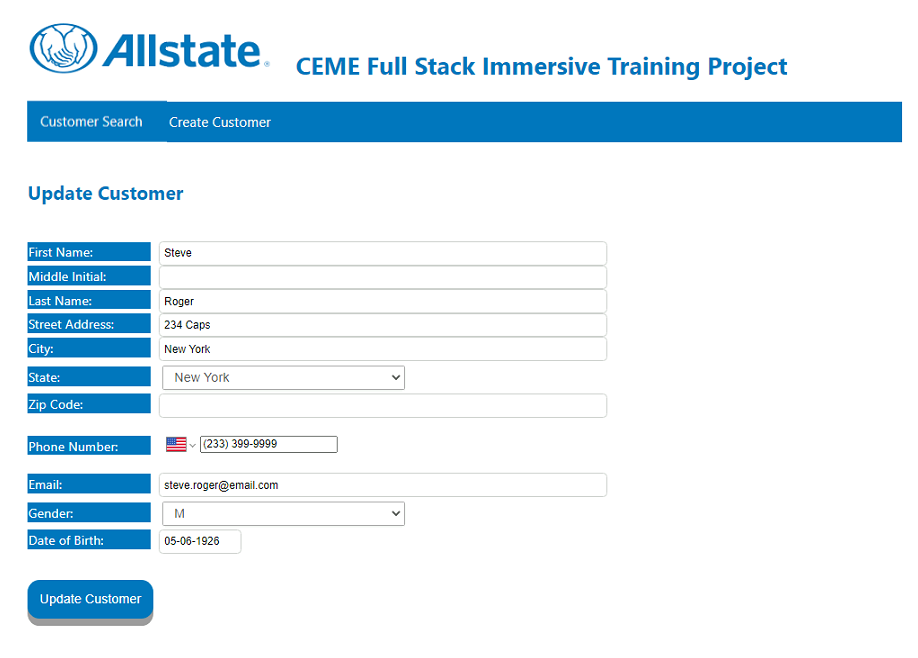 Allstate®
CEME Full Stack Immersive Training Project
Customer Search Create Customer
Update Customer
First Name: Steve
Middle Initial:
Last Name: Roger
Street Address: 234 Caps
City: New York
State: New York
Zip Code:
Phone Number: (233) 399-9999
Email: steve.roger@email.com
Gender: M
Date of Birth: 05-06-1926
Update Customer